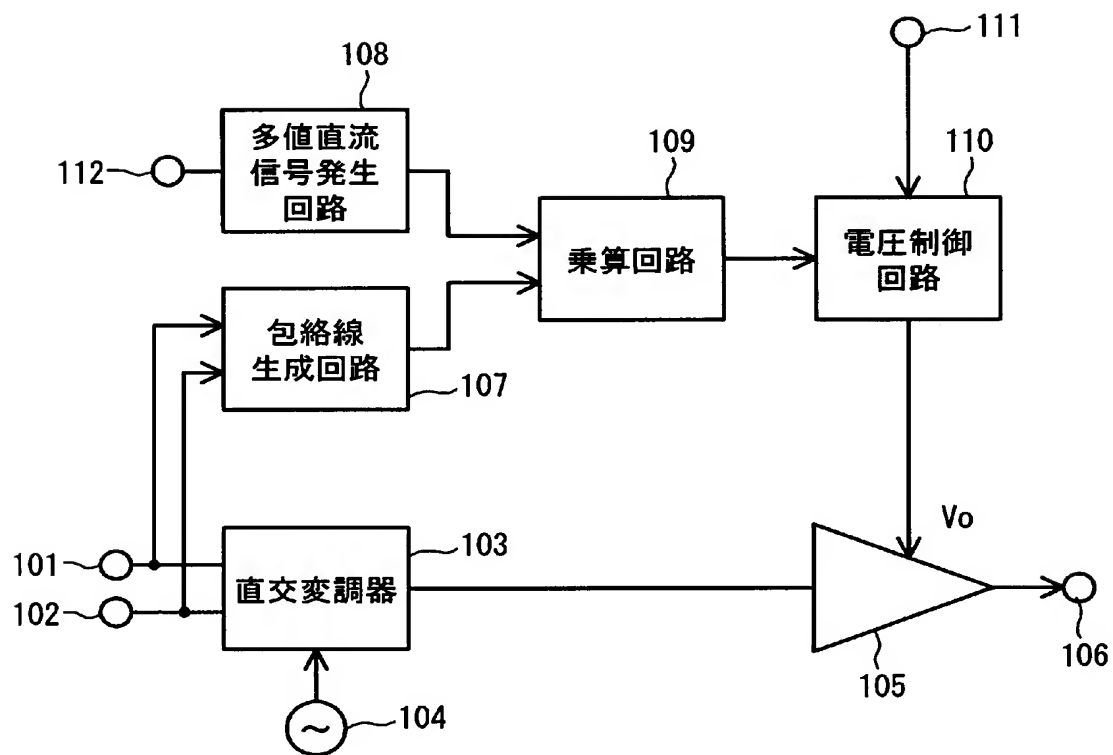 111
108
多値直流
信号発生
回路
112
109
乗算回路
110
電圧制御
回路
包絡線
生成回路
107
101
102
103
直交変調器
104
Vo
105
106
~